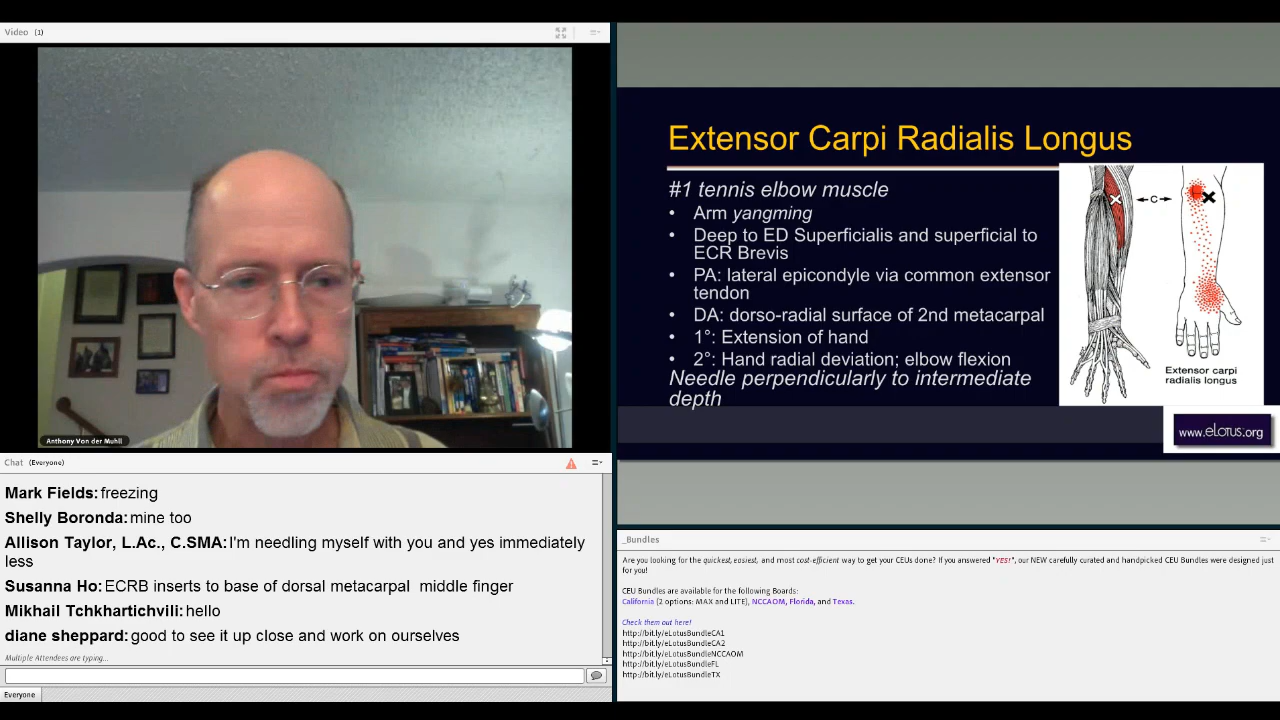 Video (1)
Anthony Von der Muhll
Chat (Everyone)
Mark Fields: freezing
Shelly Boronda: mine too
Allison Taylor, L.Ac., C.SMA: I'm needling myself with you and yes immediately
less
Susanna Ho: ECRB inserts to base of dorsal metacarpal middle finger
Mikhail Tchkhartichvili: hello
diane sheppard: good to see it up close and work on ourselves
Multiple Attendees are typing...
Everyone
Extensor Carpi Radialis Longus
#1 tennis elbow muscle
• Arm yangming
• Deep to ED Superficialis and superficial to
ECR Brevis
• PA: lateral epicondyle via common extensor
tendon
• DA: dorso-radial surface of 2nd metacarpal
• 1°: Extension of hand
• 2°: Hand radial deviation; elbow flexion
Needle perpendicularly to intermediate
depth
C
Extensor carpi
radialis longus
www.eLotus.org
_Bundles
Are you looking for the quickest, easiest, and most cost-efficient way to get your CEUs done? If you answered "YES!", our NEW carefully curated and handpicked CEU Bundles were designed just
for you!
CEU Bundles are available for the following Boards:
California (2 options: MAX and LITE), NCCAOM, Florida, and Texas.
Check them out here!
http://bit.ly/eLotusBundleCA1
http://bit.ly/eLotusBundleCA2
http://bit.ly/eLotusBundleNCCAOM
http://bit.ly/eLotusBundleFL
http://bit.ly/eLotusBundleTX